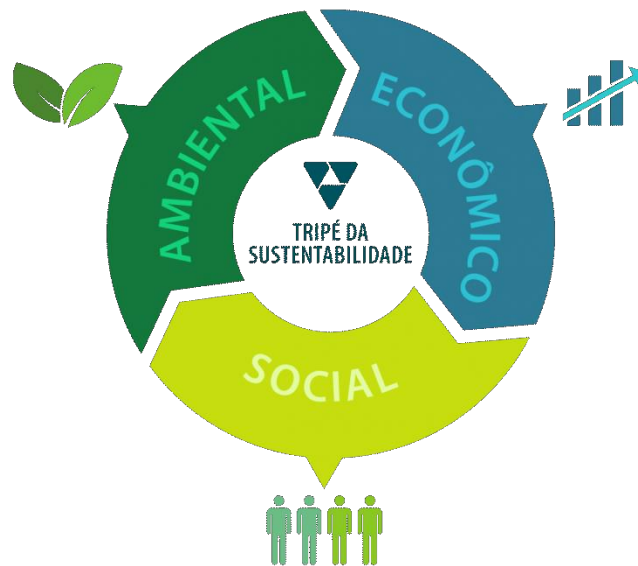 AMBIENTAL
ECONÔMICO
TRIPÉ DA
SUSTENTABILIDADE
SOCIAL